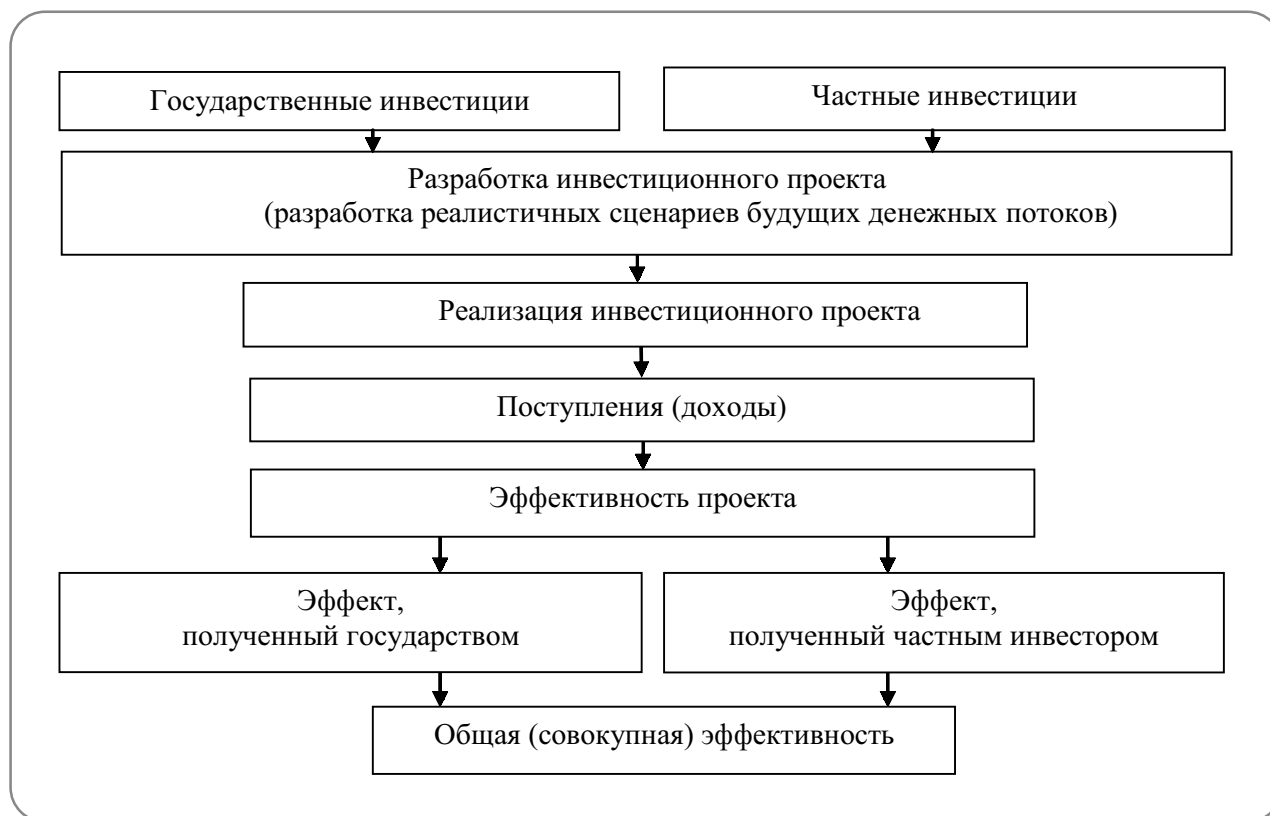 Государственные инвестиции
Частные инвестиции
Разработка инвестиционного проекта
(разработка реалистичных сценариев будущих денежных потоков)
Реализация инвестиционного проекта
Поступления (доходы)
Эффективность проекта
Эффект,
полученный государством
Эффект,
полученный частным инвестором
Общая (совокупная) эффективность